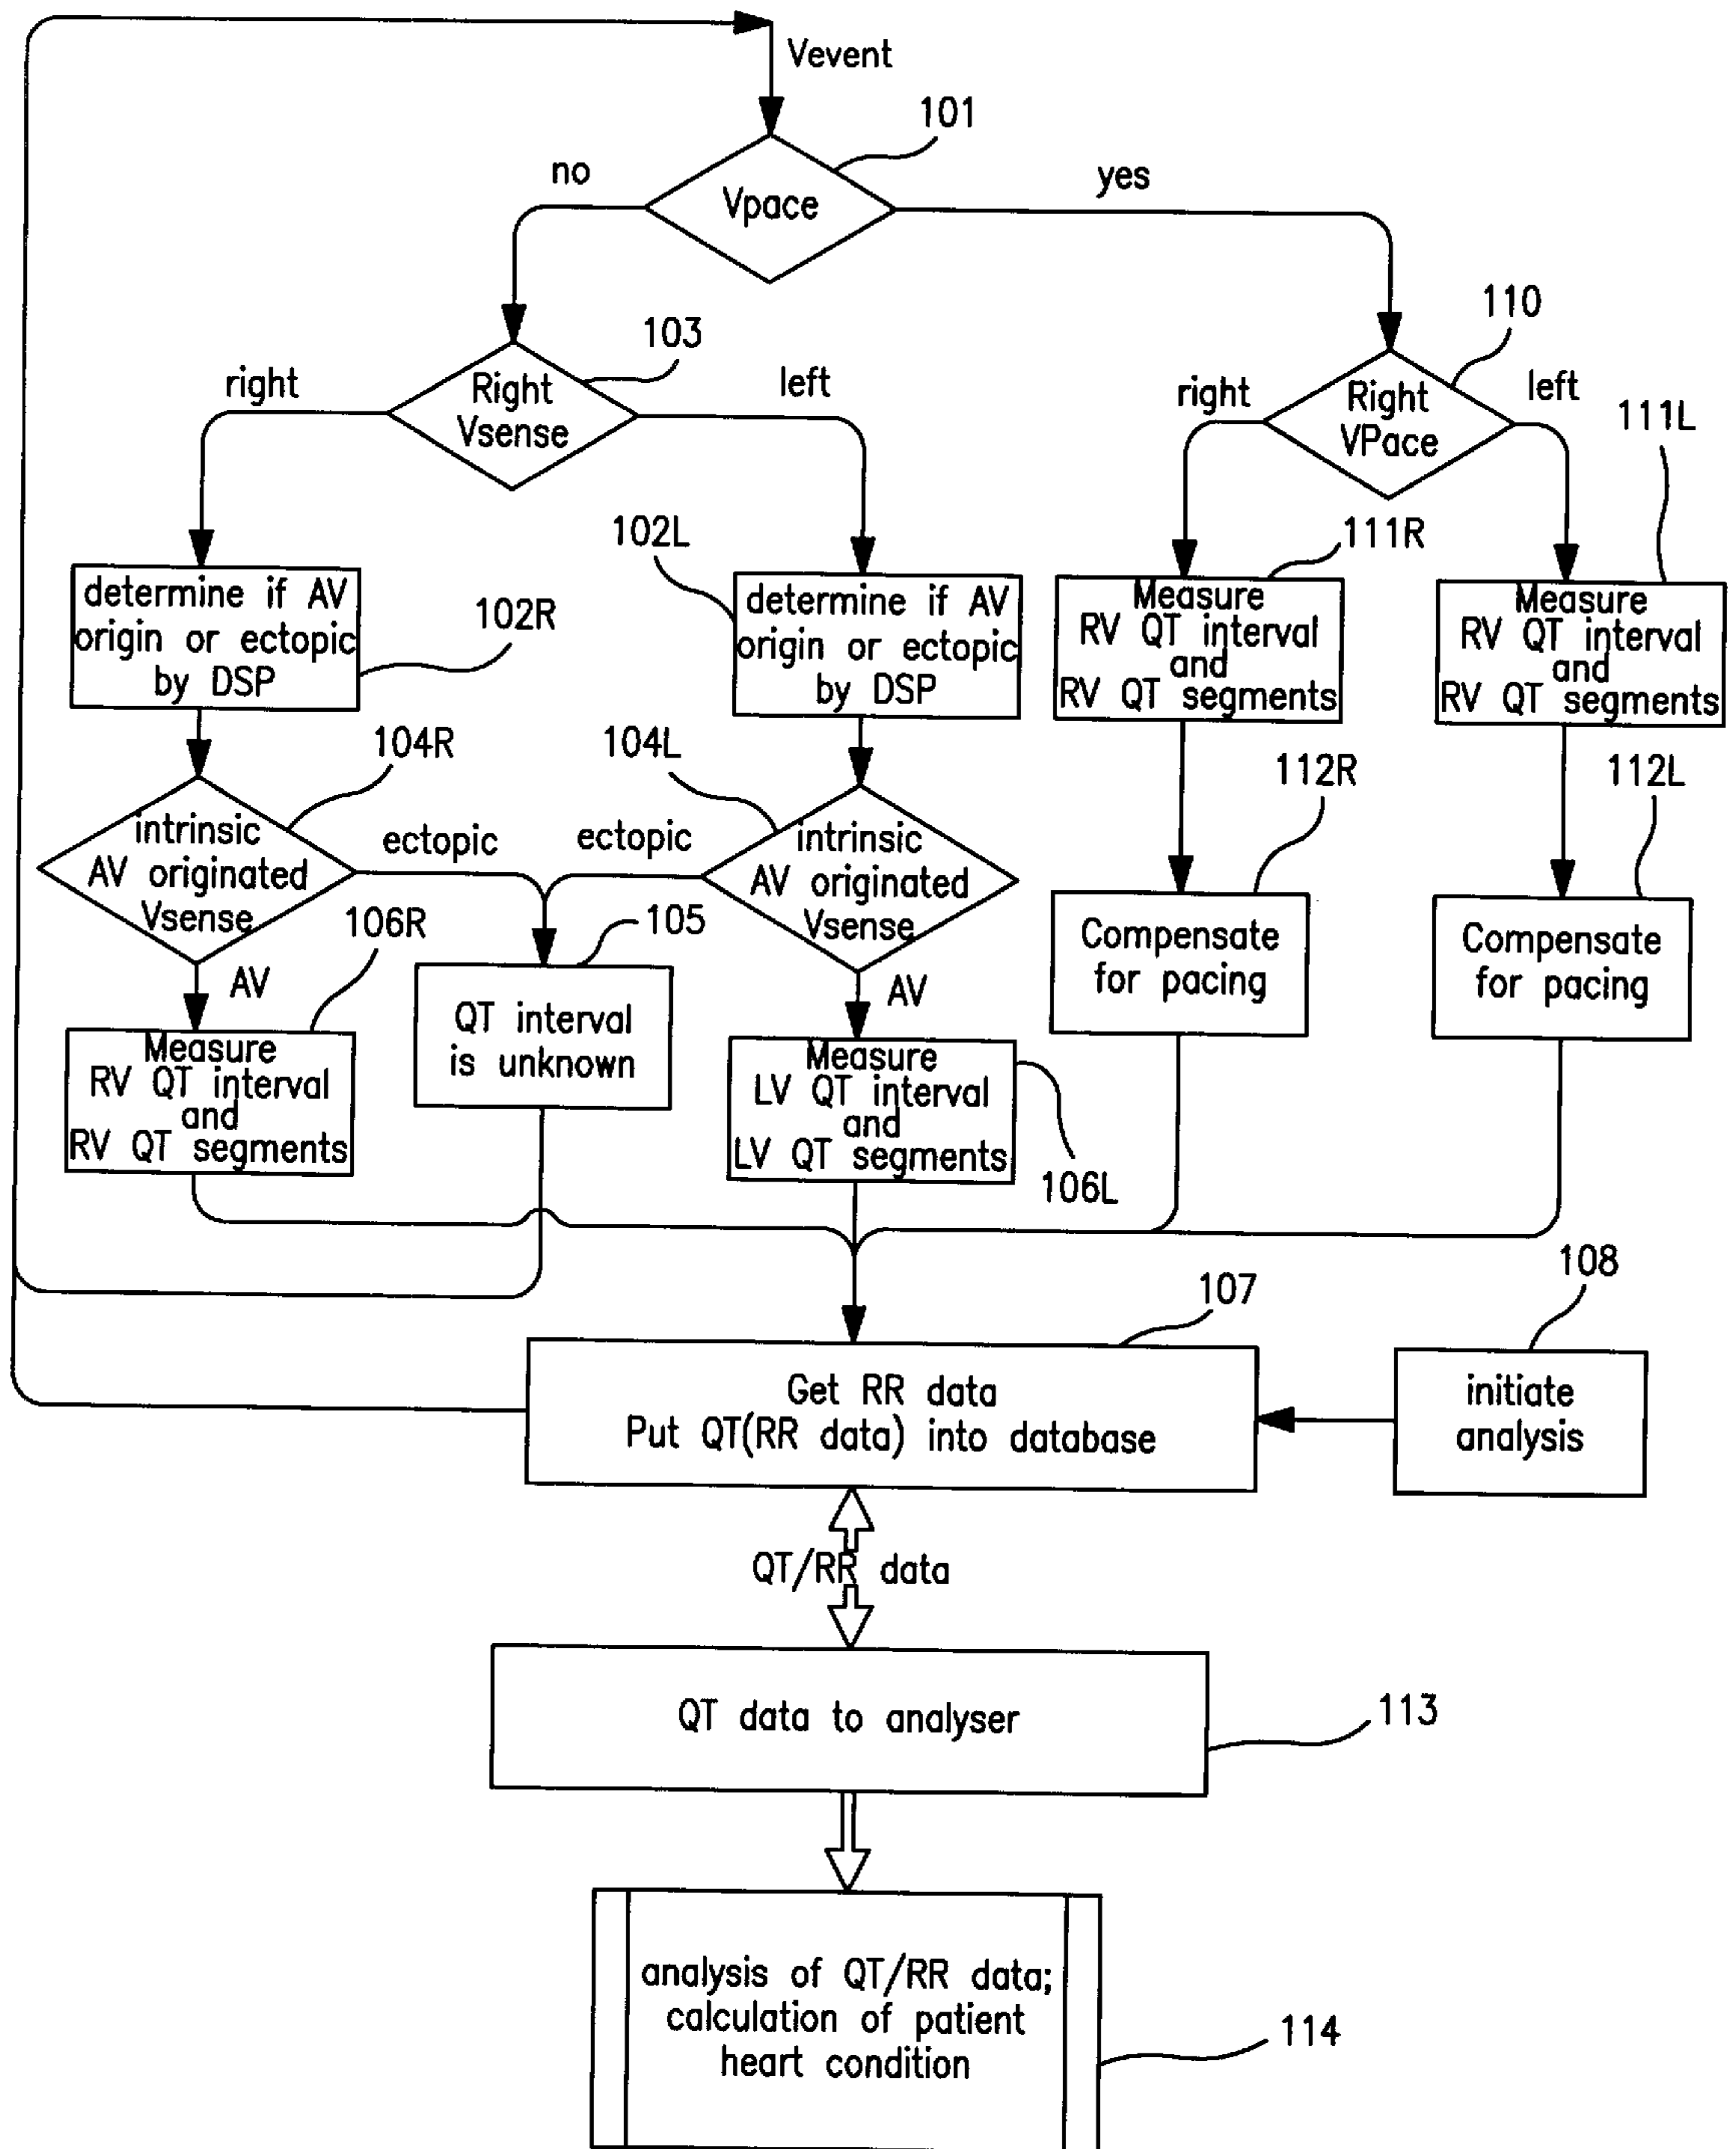 Vevent
101
no
yes
Vpace
110
103
right
left
Right
Vsense
right
left
Right
VPace
111L
102L
111R
determine if AV
origin or ectopic
by DSP
102R
determine if AV
origin or ectopic
by DSP
Measure
RV QT interval
and
RV QT segments
Measure
RV QT interval
and
RV QT segments
104R
104L
112R
112L
intrinsic
AV originated
Vsense
ectopic
ectopic
intrinsic
AV originated
Vsense
106R
105
AV
AV
Compensate
for pacing
Compensate
for pacing
QT interval
is unknown
Measure
RV QT interval
and
RV QT segments
Measure
LV QT interval
and
LV QT segments
106L
107
108
Get RR data
Put QT(RR data) into database
initiate
analysis
QT/RR data
QT data to analyser
113
analysis of QT/RR data;
calculation of patient
heart condition
114